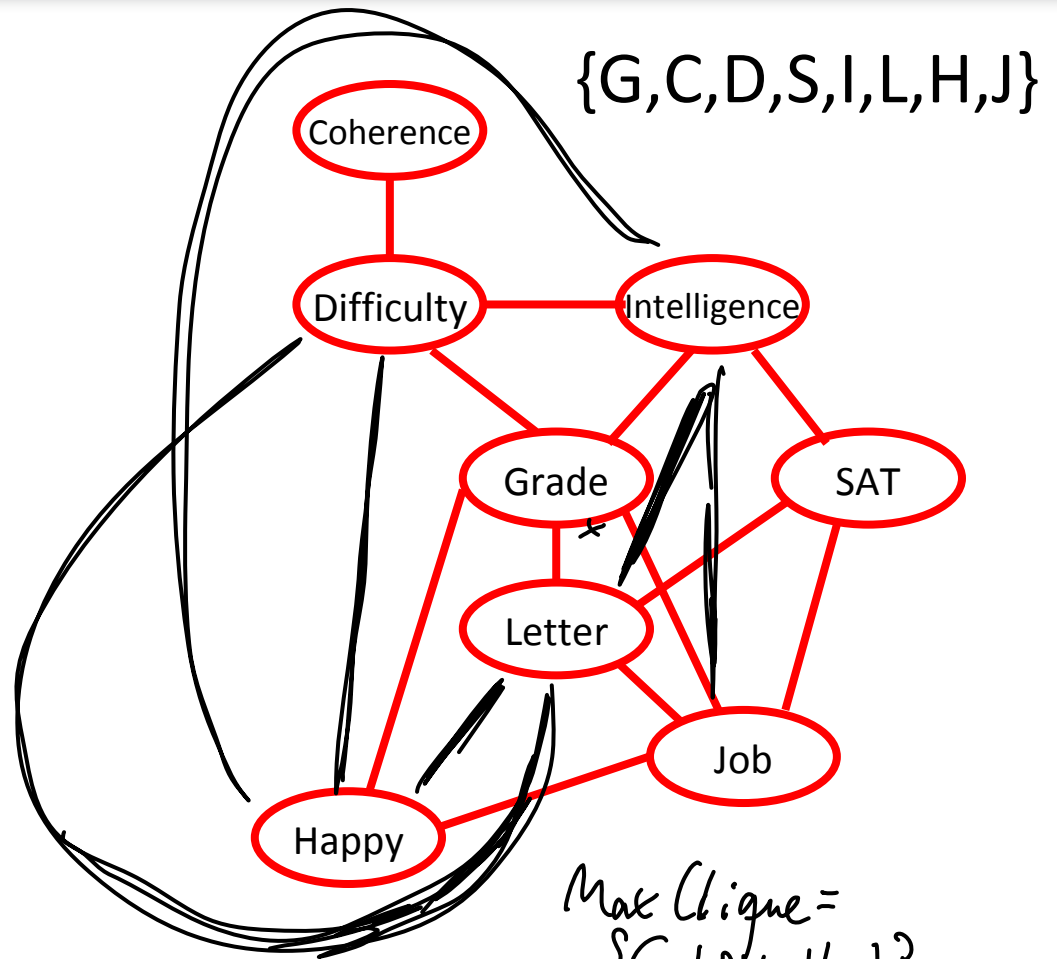 {G,C,D,S,I,L,H,J}
Coherence
Difficulty
Intelligence
Grade
SAT
x
Letter
Job
Happy
Max Clique =